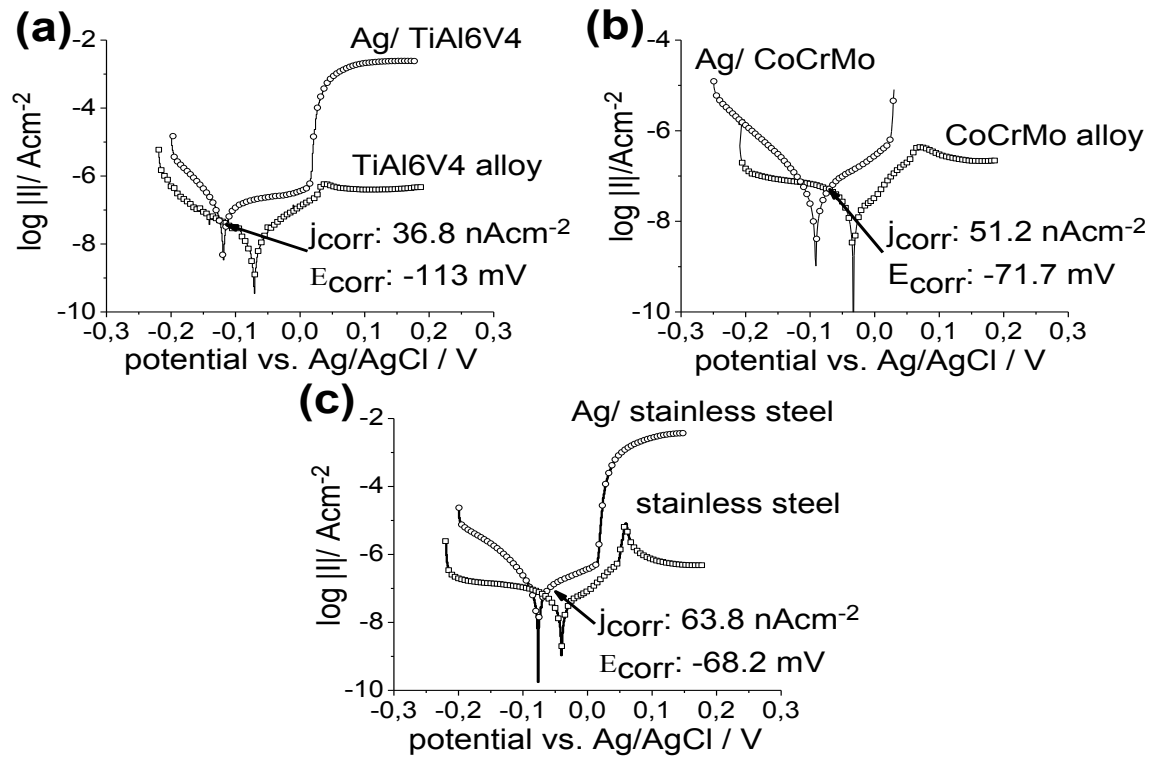 (a)
-2
-4
-6
-8
-10
log |I|/ Acm-2
Ag/ TiAl6V4
TiAl6V4 alloy
jcorr: 36.8 nAcm-2
Ecorr: -113 mV
-0,3 -0,2 -0,1 0,0 0,1 0,2 0,3
potential vs. Ag/AgCl / V
(b)
-4
-6
-8
-10
log |I|/Acm-2
Ag/ CoCrMo
CoCrMo alloy
jcorr: 51.2 nAcm-2
Ecorr: -71.7 mV
-0,3 -0,2 -0,1 0,0 0,1 0,2 0,3
potential vs. Ag/AgCl / V
(c)
-2
-4
-6
-8
-10
log |I|/ Acm-2
Ag/ stainless steel
stainless steel
jcorr: 63.8 nAcm-2
Ecorr: -68.2 mV
-0,3 -0,2 -0,1 0,0 0,1 0,2 0,3
potential vs. Ag/AgCl / V